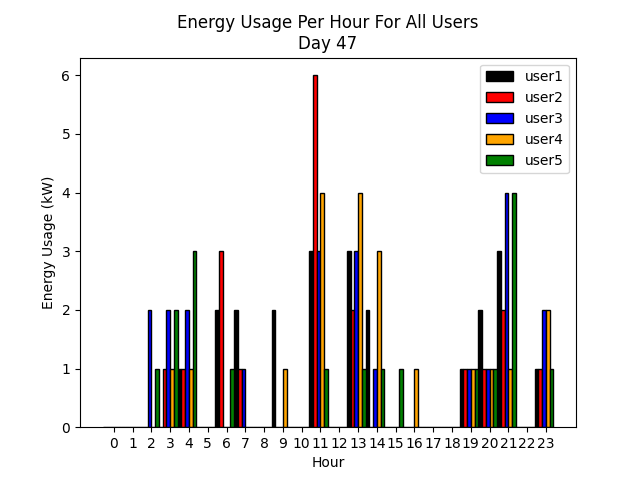 Energy Usage Per Hour For All Users
Day 47
user1
user2
user3
user4
user5
Energy Usage (kW)
6
5
4
3
2
1
0
0 1 2 3 4 5 6 7 8 9 10 11 12 13 14 15 16 17 18 19 20 21 22 23
Hour